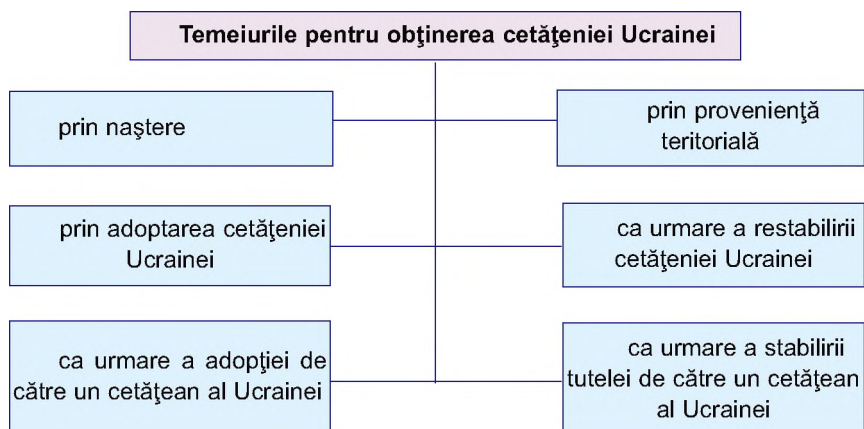 Temeiurile pentru obţinerea cetăţeniei Ucrainei
prin naştere
prin provenienţă
teritorială
prin adoptarea cetăţeniei
Ucrainei
ca urmare a restabilirii
cetăţeniei Ucrainei
ca urmare a adopţiei de
către un cetăţean al Ucrainei
ca urmare a stabilirii
tutelei de către un cetăţean
al Ucrainei